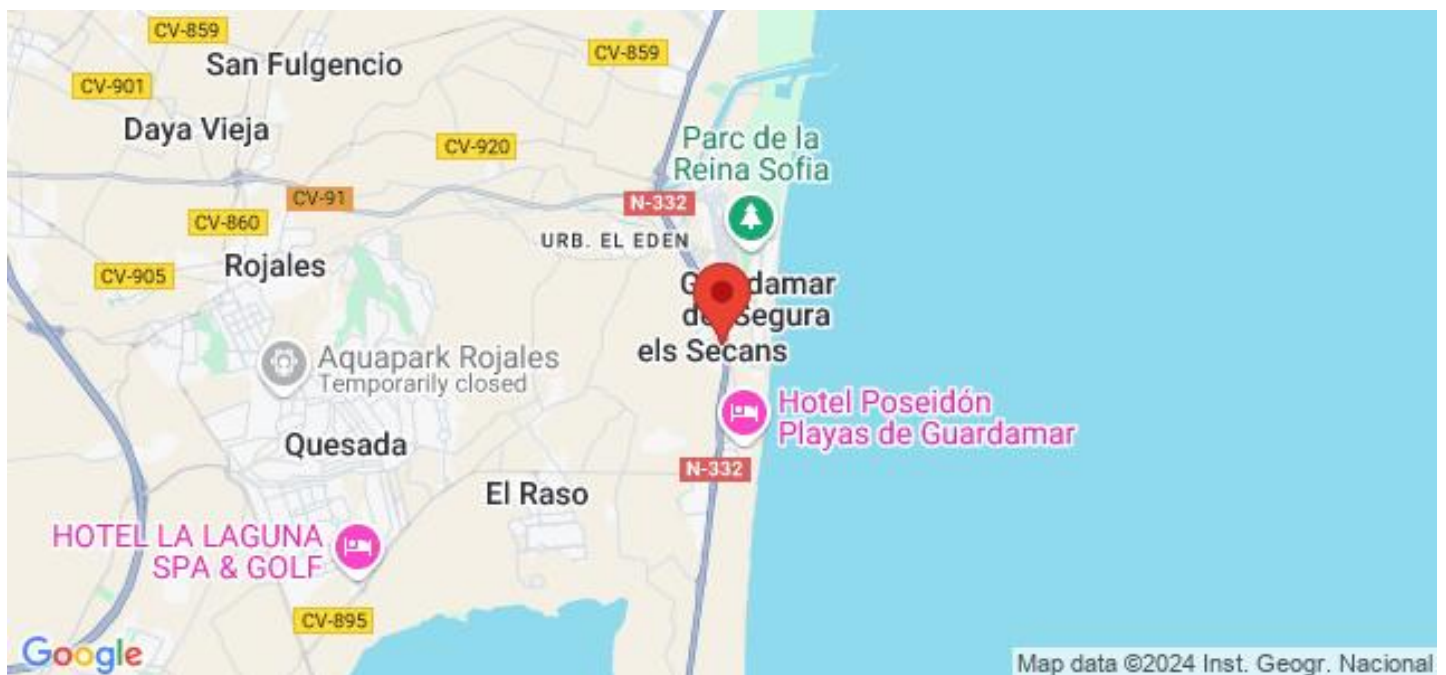 CV-859
San Fulgencio
CV-859
CV-901
Daya Vieja
CV-920
Parc de la
Reina Sofia
CV-91
N-332
CV-860
URB. EL EDEN
Rojales
CV-905
G damar
de Segura
els Secans
Aquapark Rojales
Temporarily closed
Hotel Poseidón
Playas de Guardamar
Quesada
N-332
El Raso
HOTEL LA LAGUNA
SPA & GOLF
CV-895
Google
Map data ©2024 Inst. Geogr. Nacional